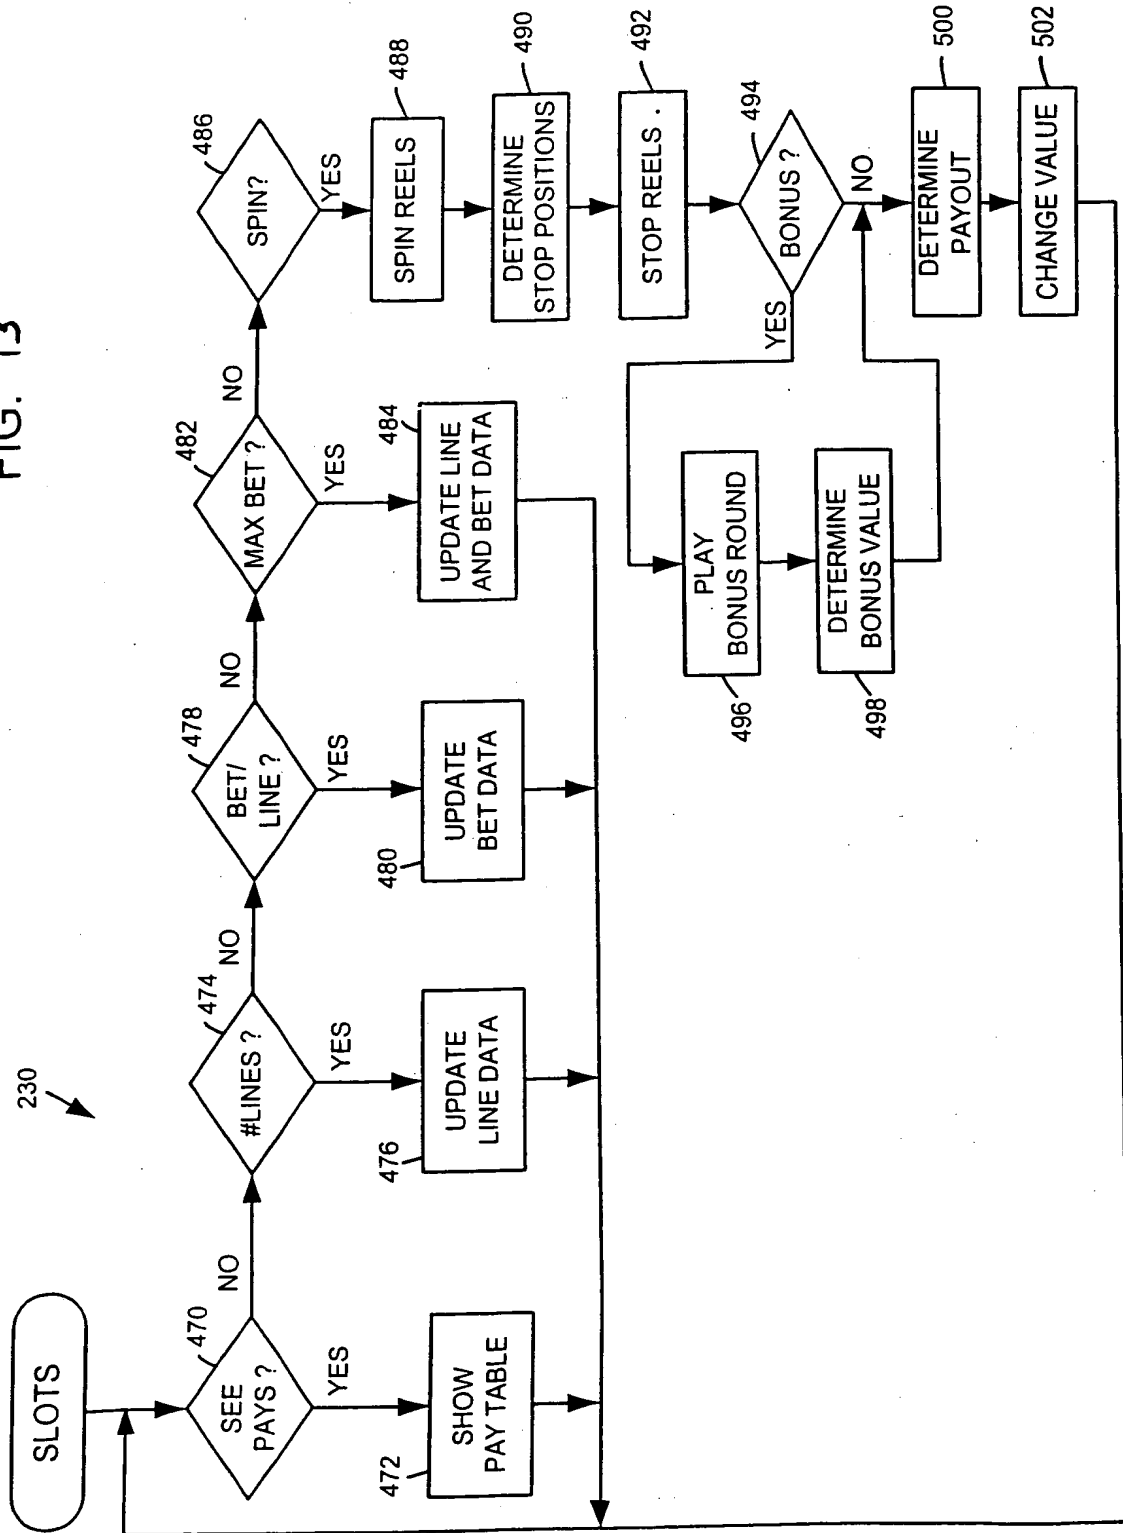 FIG. 13
230
SLOTS
470
SEE
PAYS ?
NO
YES
472
SHOW
PAY TABLE
474
#LINES ?
NO
YES
476
UPDATE
LINE DATA
478
BET/
LINE ?
NO
YES
480
UPDATE
BET DATA
482
MAX BET ?
NO
YES
484
UPDATE LINE
AND BET DATA
486
SPIN?
YES
488
SPIN REELS
490
DETERMINE
STOP POSITIONS
492
STOP REELS .
494
BONUS ?
YES
NO
496
PLAY
BONUS ROUND
498
DETERMINE
BONUS VALUE
500
DETERMINE
PAYOUT
502
CHANGE VALUE